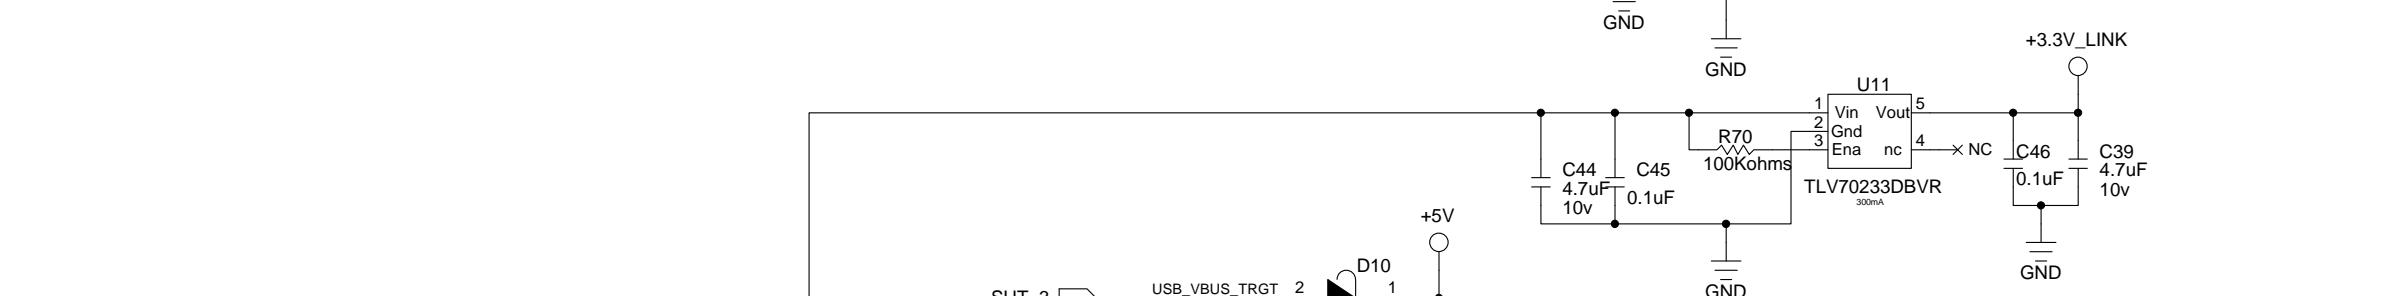 GND
GND
+3.3V_LINK
U11
1 Vin Vout 5
2 Gnd
3 Ena nc 4 NC
R70
100Kohms
TLV70233DBVR
300mA
C44
4.7uF
10v
C45
0.1uF
C46
0.1uF
C39
4.7uF
10v
+5V
GND
GND
D10
USB_VBUS_TRGT 2 1